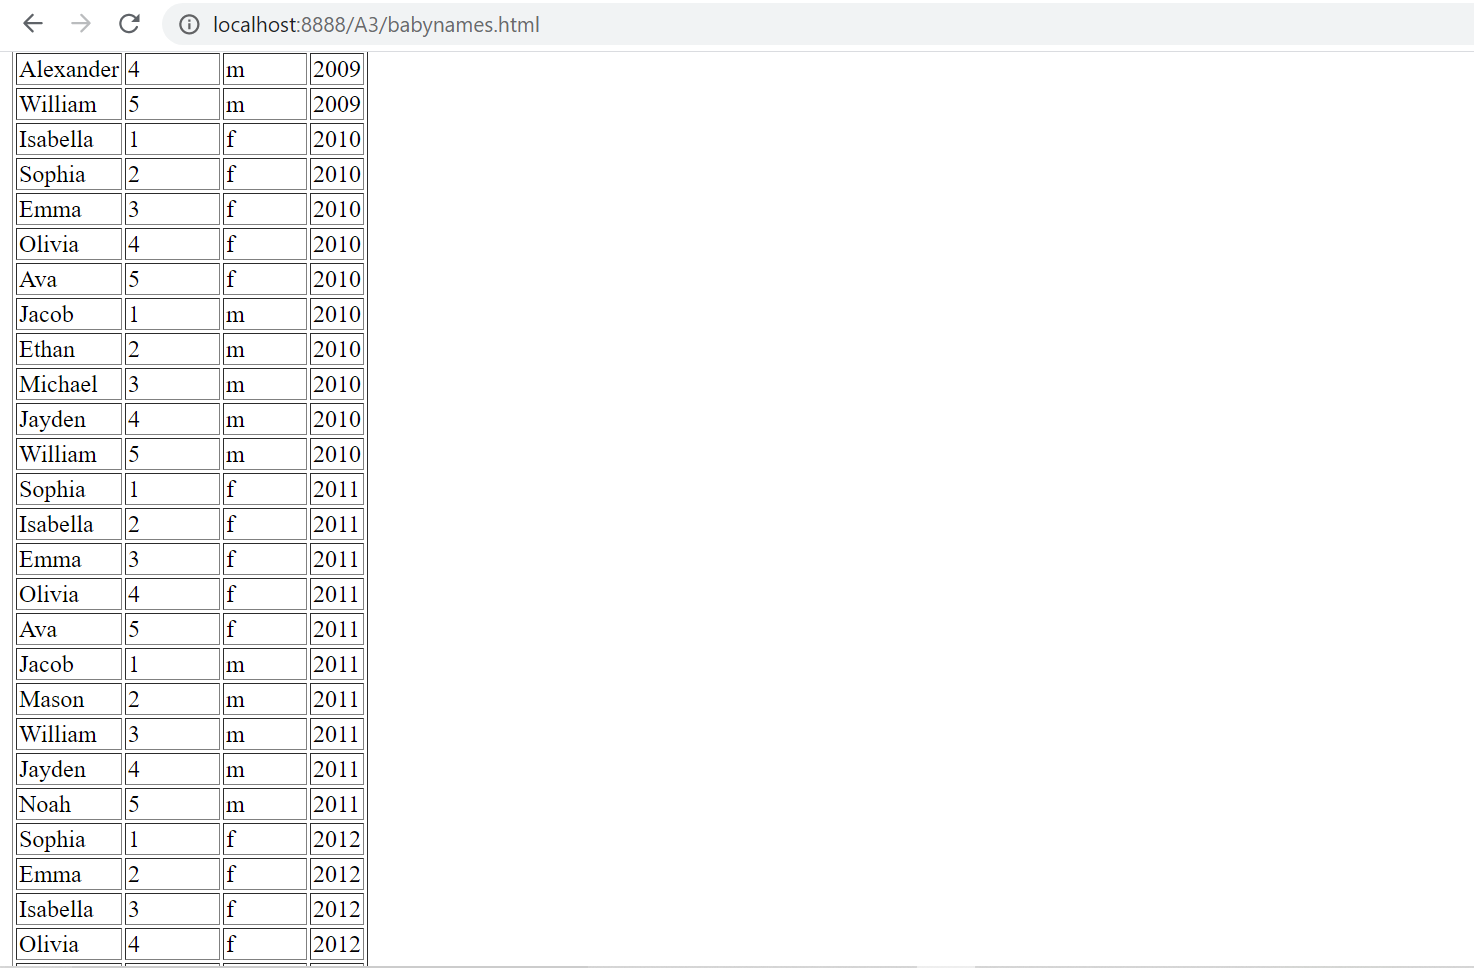 localhost:8888/A3/babynames.html
Alexander 4 m 2009
William 5 m 2009
Isabella 1 f 2010
Sophia 2 f 2010
Emma 3 f 2010
Olivia 4 f 2010
Ava 5 f 2010
Jacob 1 m 2010
Ethan 2 m 2010
Michael 3 m 2010
Jayden 4 m 2010
William 5 m 2010
Sophia 1 f 2011
Isabella 2 f 2011
Emma 3 f 2011
Olivia 4 f 2011
Ava 5 f 2011
Jacob 1 m 2011
Mason 2 m 2011
William 3 m 2011
Jayden 4 m 2011
Noah 5 m 2011
Sophia 1 f 2012
Emma 2 f 2012
Isabella 3 f 2012
Olivia 4 f 2012